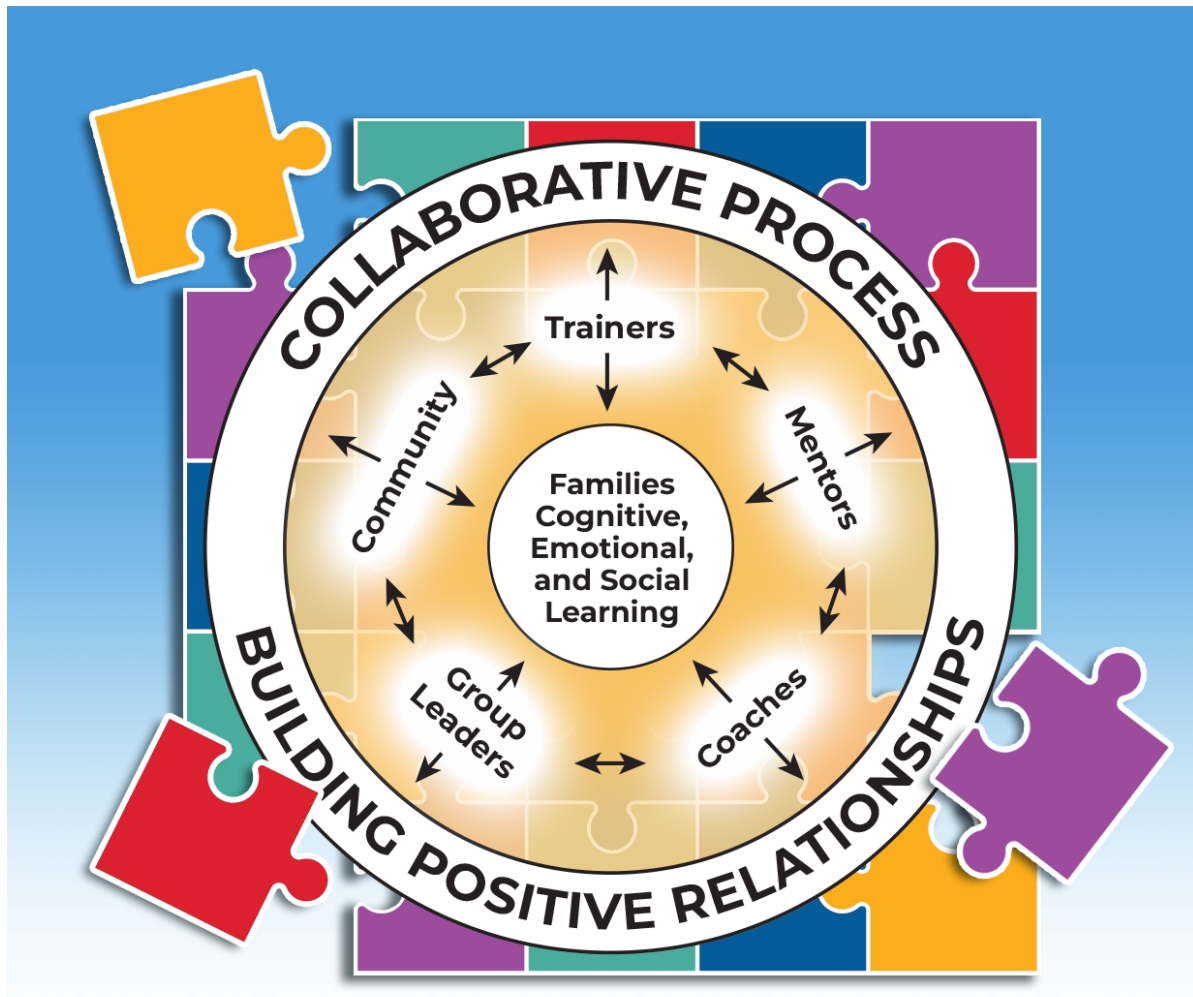 COLLABORATIVE PROCESS
Trainers
Community
Mentors
Families
Cognitive,
Emotional,
and Social
Learning
Group
Leaders
Coaches
BUILDING POSITIVE RELATIONSHIPS